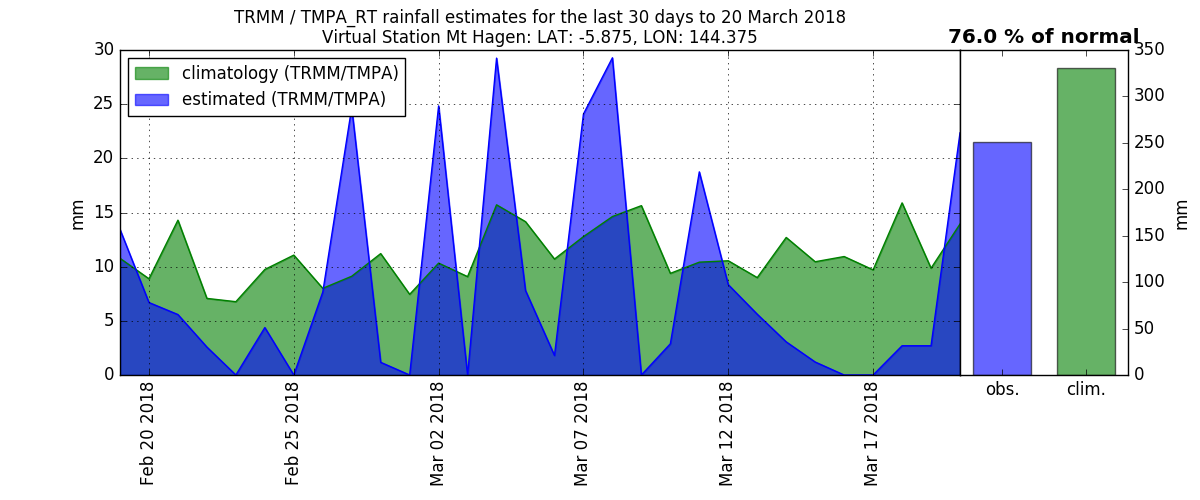 TRMM / TMPA_RT rainfall estimates for the last 30 days to 20 March 2018
Virtual Station Mt Hagen: LAT: -5.875, LON: 144.375
76.0 % of normal
climatology (TRMM/TMPA)
estimated (TRMM/TMPA)
30
25
20
15
10
5
0
mm
Feb 20 2018
Feb 25 2018
Mar 02 2018
Mar 07 2018
Mar 12 2018
Mar 17 2018
350
300
250
200
150
100
50
0
mm
obs.
clim.